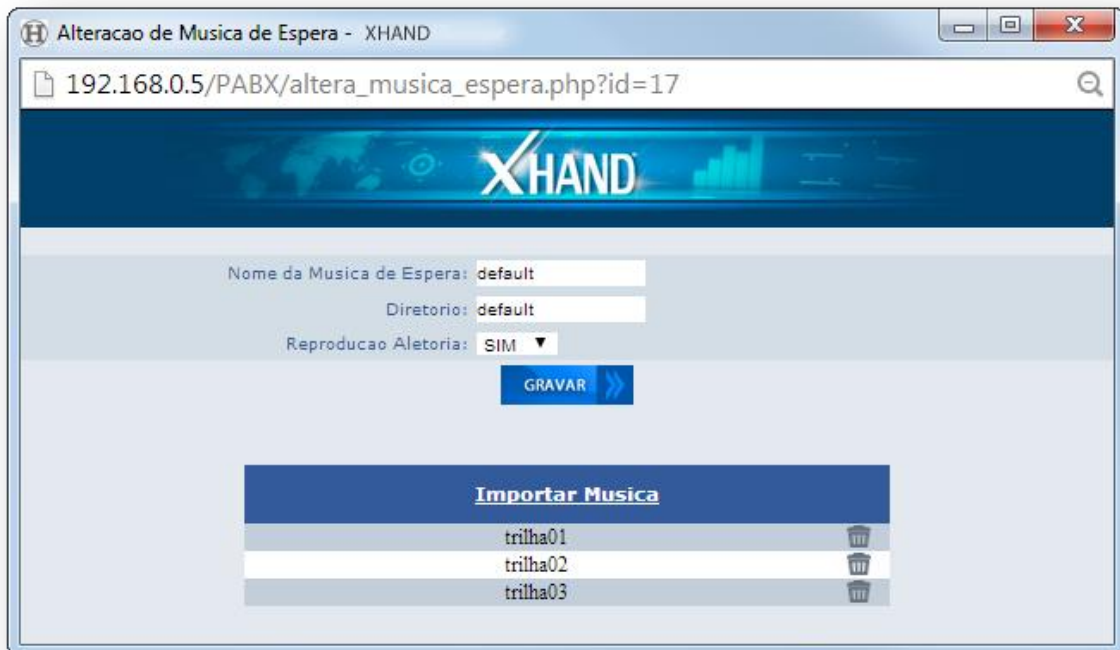 Alteracao de Musica de Espera - XHAND
192.168.0.5/PABX/altera_musica_espera.php?id=17
XHAND
Nome da Musica de Espera: default
Diretorio: default
Reproducao Aletoria: SIM
GRAVAR
Importar Musica
trilha01
trilha02
trilha03